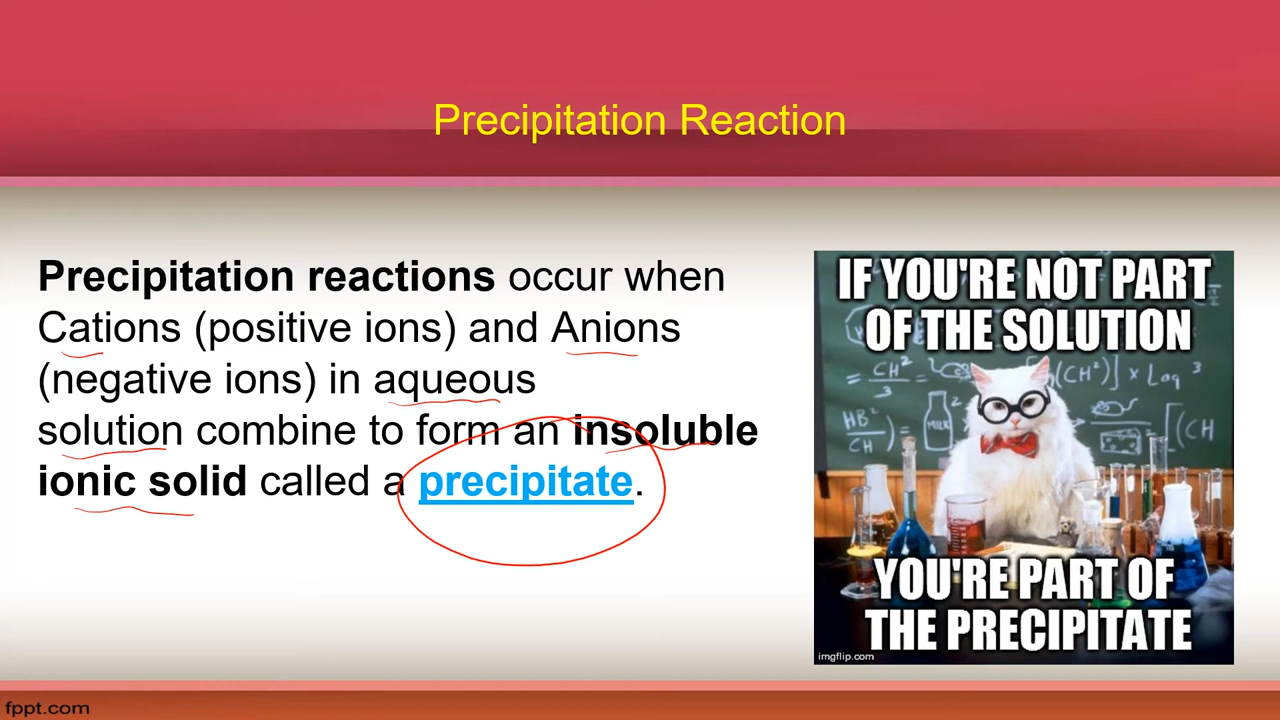 Precipitation Reaction
Precipitation reactions occur when
Cations (positive ions) and Anions
(negative ions) in aqueous
solution combine to form an insoluble
ionic solid called a precipitate.
IF YOU'RE NOT PART
OF THE SOLUTION
YOU'RE PART OF
THE PRECIPITATE
imgflip.com
fppt.com